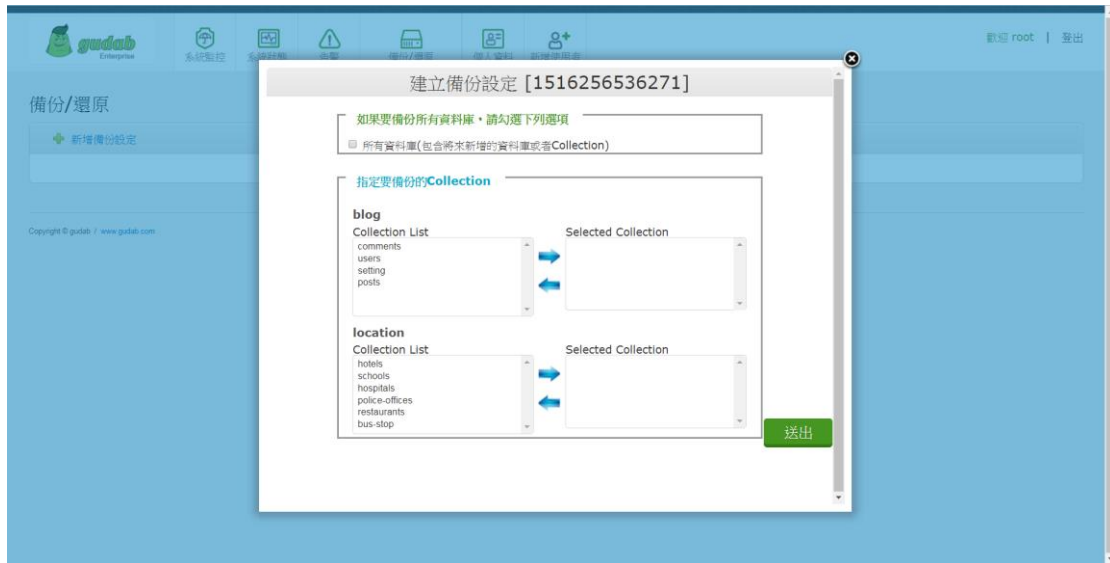 gudab
Enterprise
系統監控
系統狀態
告警
備份/還原
個人資料
新增使用者
歡迎 root | 登出
備份/還原
新增備份設定
Copyright © gudab / www.gudab.com
建立備份設定 [1516256536271]
如果要備份所有資料庫，請勾選下列選項
所有資料庫(包含將來新增的資料庫或者Collection)
指定要備份的Collection
blog
Collection List
Selected Collection
comments
users
setting
posts
location
Collection List
Selected Collection
hotels
schools
hospitals
police-offices
restaurants
bus-stop
送出